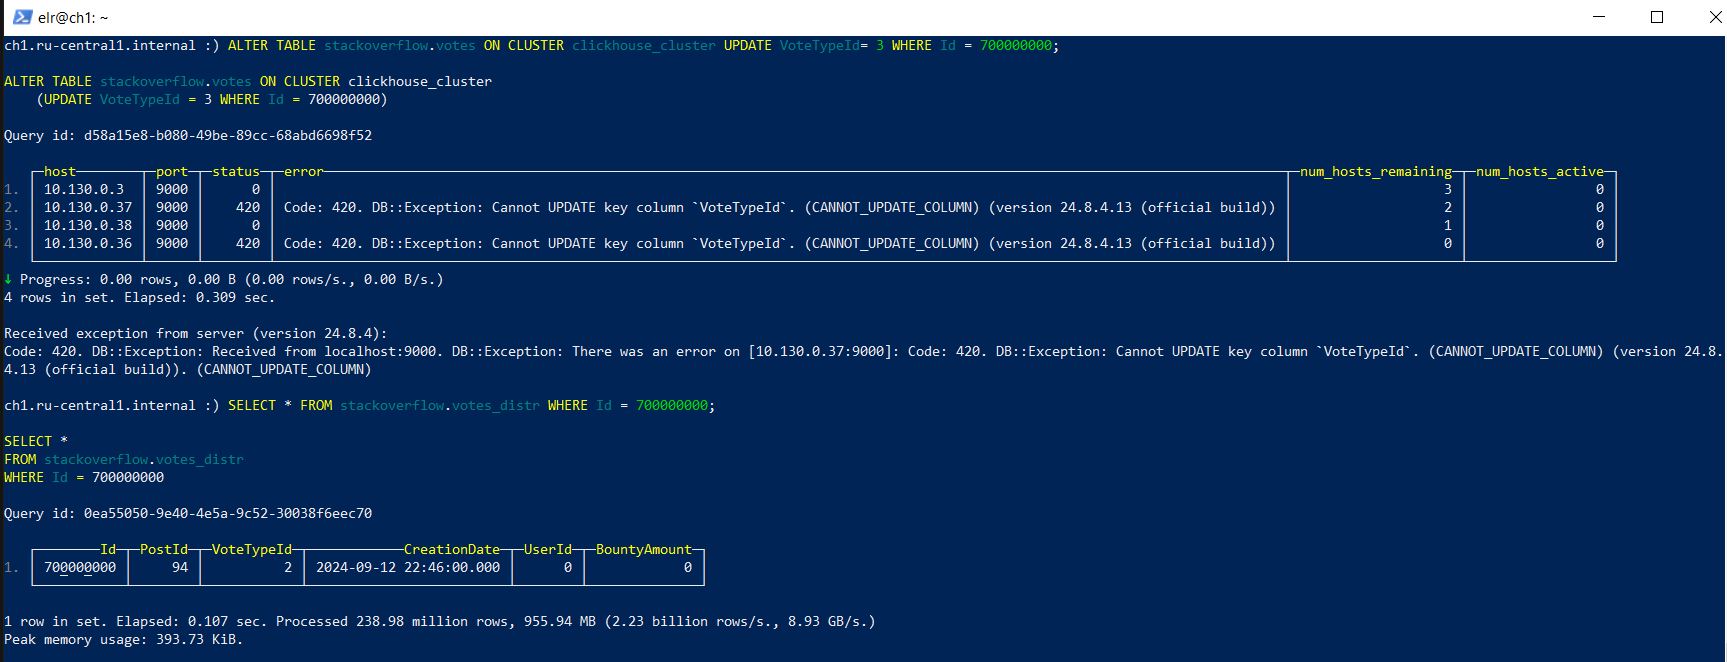 elr@ch1: ~
ch1.ru-central1.internal :) ALTER TABLE stackoverflow.votes ON CLUSTER clickhouse_cluster UPDATE VoteTypeId= 3 WHERE Id = 700000000;
ALTER TABLE stackoverflow.votes ON CLUSTER clickhouse_cluster
(UPDATE VoteTypeId = 3 WHERE Id = 700000000)
Query id: d58a15e8-b080-49be-89cc-68abd6698f52
host port status error num_hosts_remaining num_hosts_active
1. 10.130.0.3 9000 0 3 0
2. 10.130.0.37 9000 420 Code: 420. DB::Exception: Cannot UPDATE key column `VoteTypeId`. (CANNOT_UPDATE_COLUMN) (version 24.8.4.13 (official build)) 2 0
3. 10.130.0.38 9000 0 1 0
4. 10.130.0.36 9000 420 Code: 420. DB::Exception: Cannot UPDATE key column `VoteTypeId`. (CANNOT_UPDATE_COLUMN) (version 24.8.4.13 (official build)) 0 0
↓ Progress: 0.00 rows, 0.00 B (0.00 rows/s., 0.00 B/s.)
4 rows in set. Elapsed: 0.309 sec.
Received exception from server (version 24.8.4):
Code: 420. DB::Exception: Received from localhost:9000. DB::Exception: There was an error on [10.130.0.37:9000]: Code: 420. DB::Exception: Cannot UPDATE key column `VoteTypeId`. (CANNOT_UPDATE_COLUMN) (version 24.8.
4.13 (official build)). (CANNOT_UPDATE_COLUMN)
ch1.ru-central1.internal :) SELECT * FROM stackoverflow.votes_distr WHERE Id = 700000000;
SELECT *
FROM stackoverflow.votes_distr
WHERE Id = 700000000
Query id: 0ea55050-9e40-4e5a-9c52-30038f6eec70
Id PostId VoteTypeId CreationDate UserId BountyAmount
1. 700000000 94 2 2024-09-12 22:46:00.000 0 0
1 row in set. Elapsed: 0.107 sec. Processed 238.98 million rows, 955.94 MB (2.23 billion rows/s., 8.93 GB/s.)
Peak memory usage: 393.73 KiB.